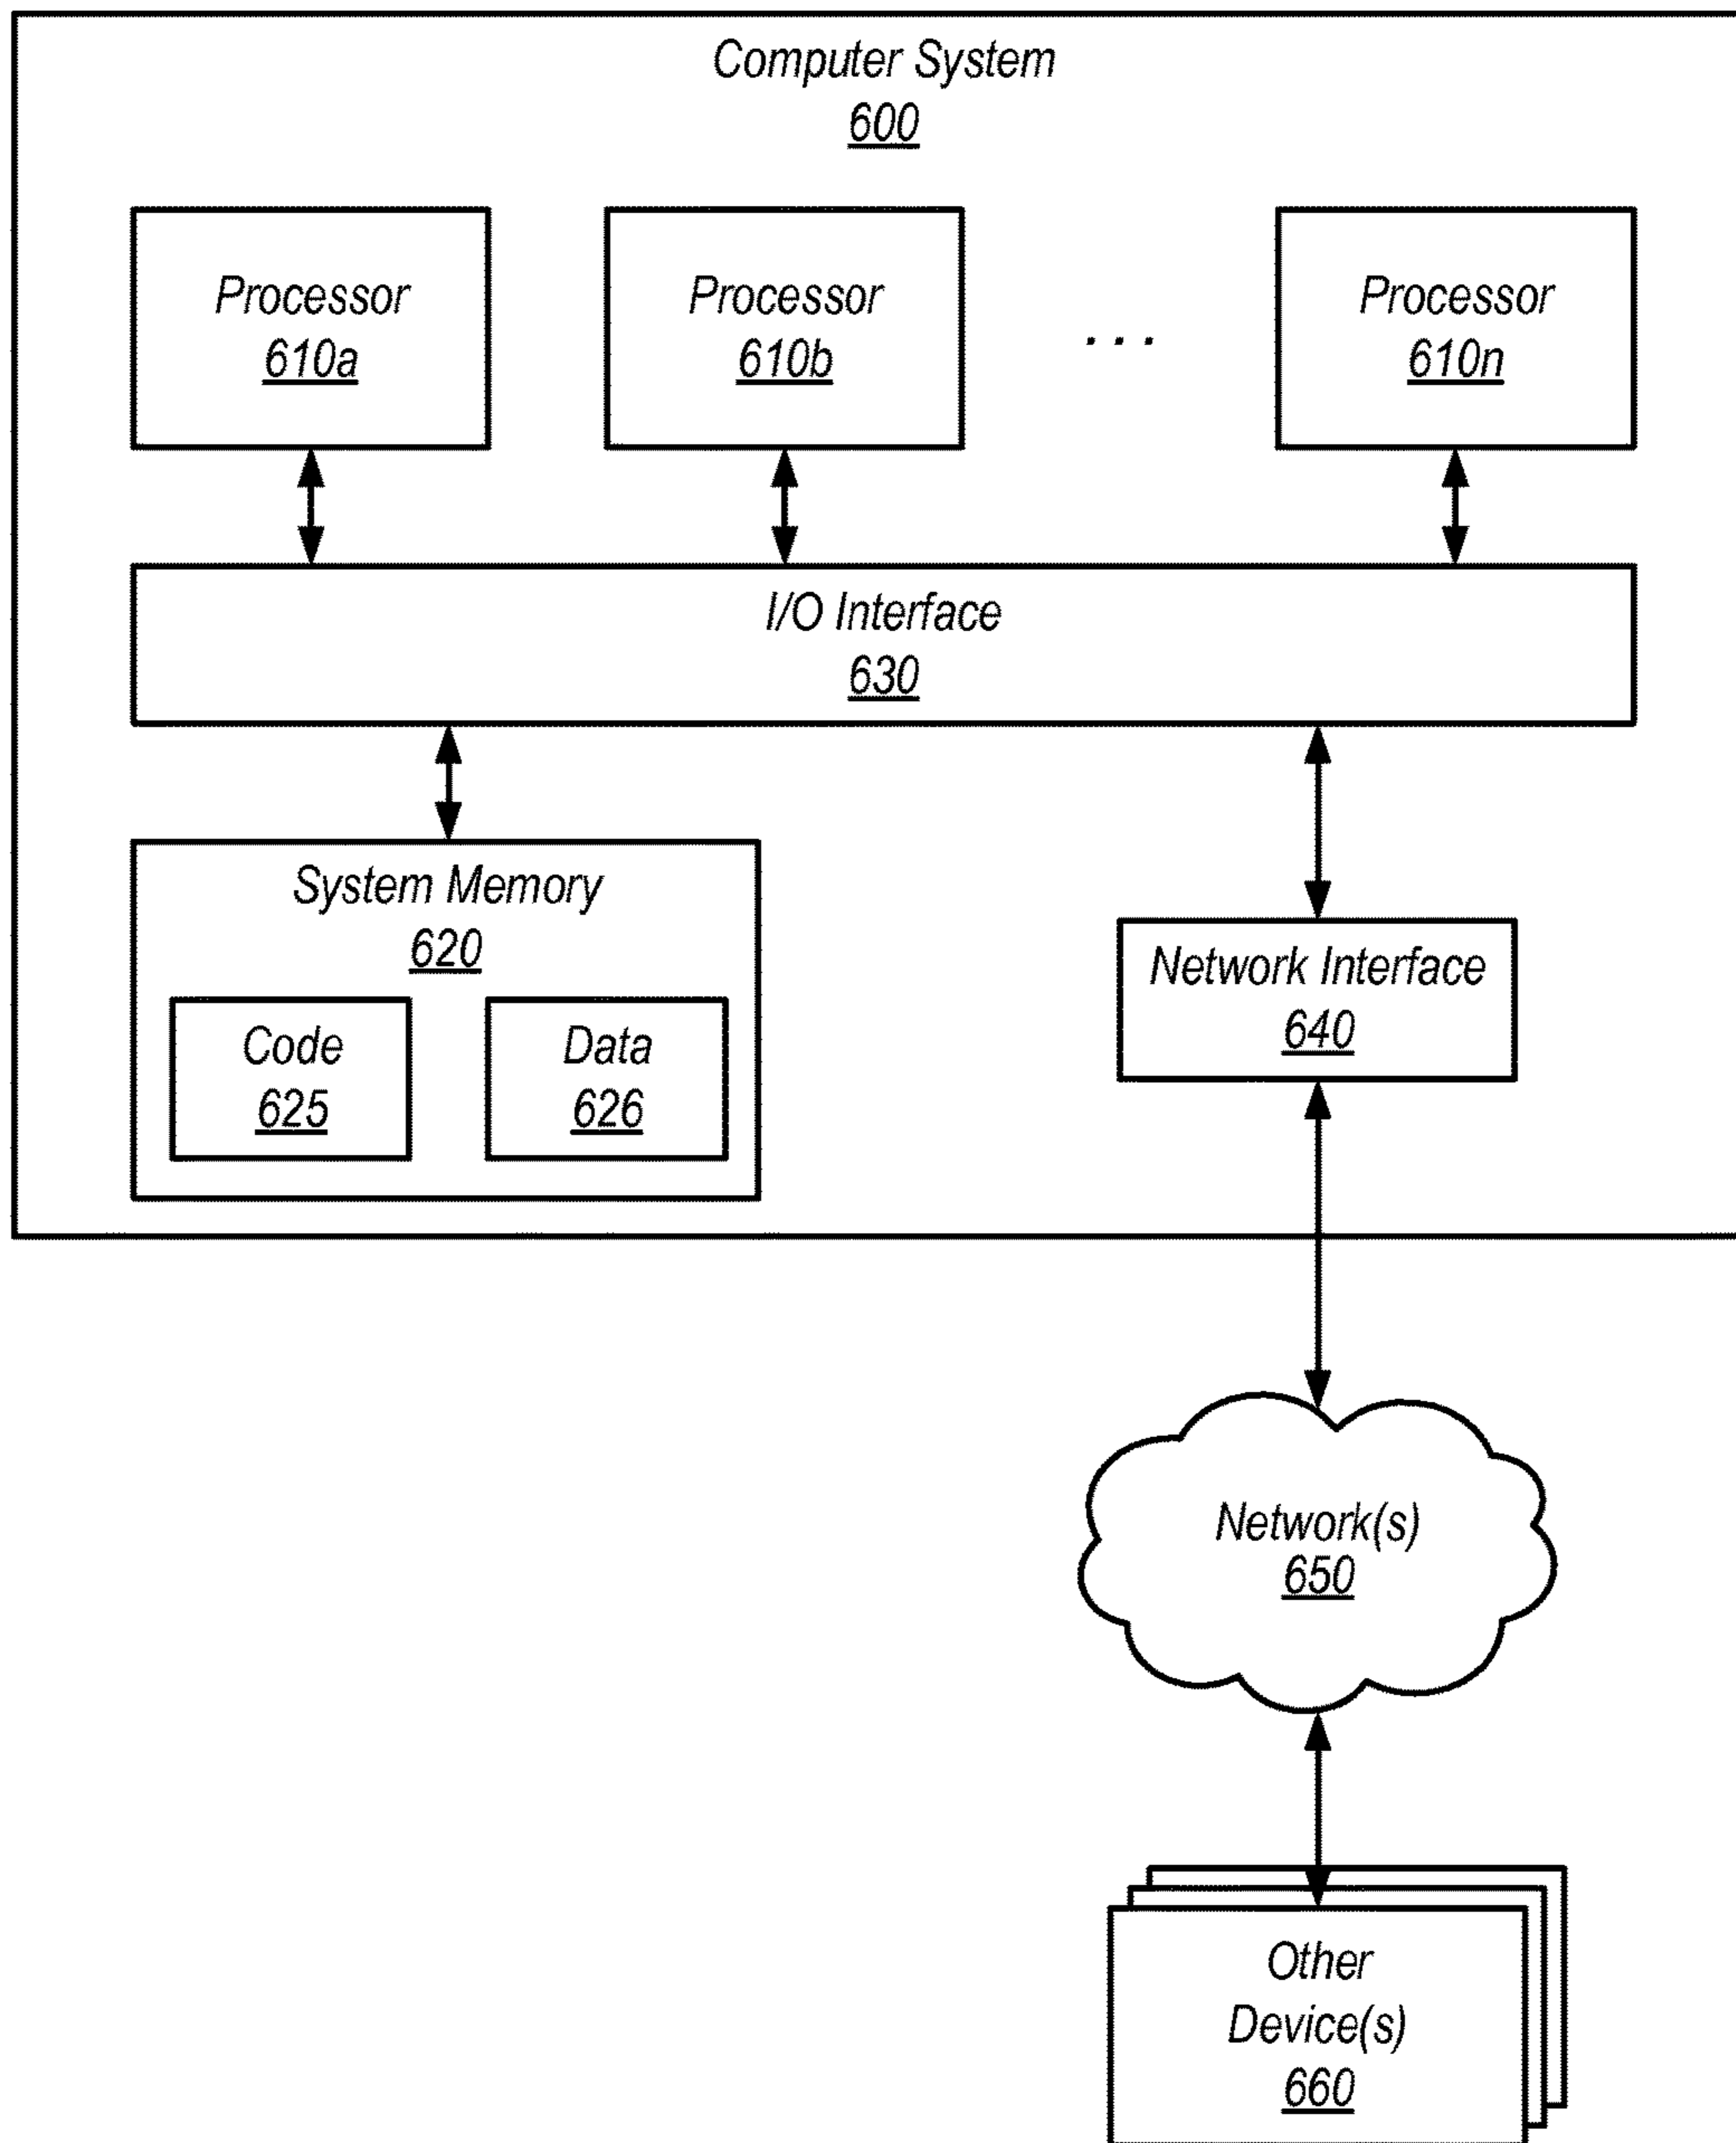 Computer System
600
Processor
610a
Processor
610b
. . .
Processor
610n
I/O Interface
630
System Memory
620
Code
625
Data
626
Network Interface
640
Network(s)
650
Other
Device(s)
660